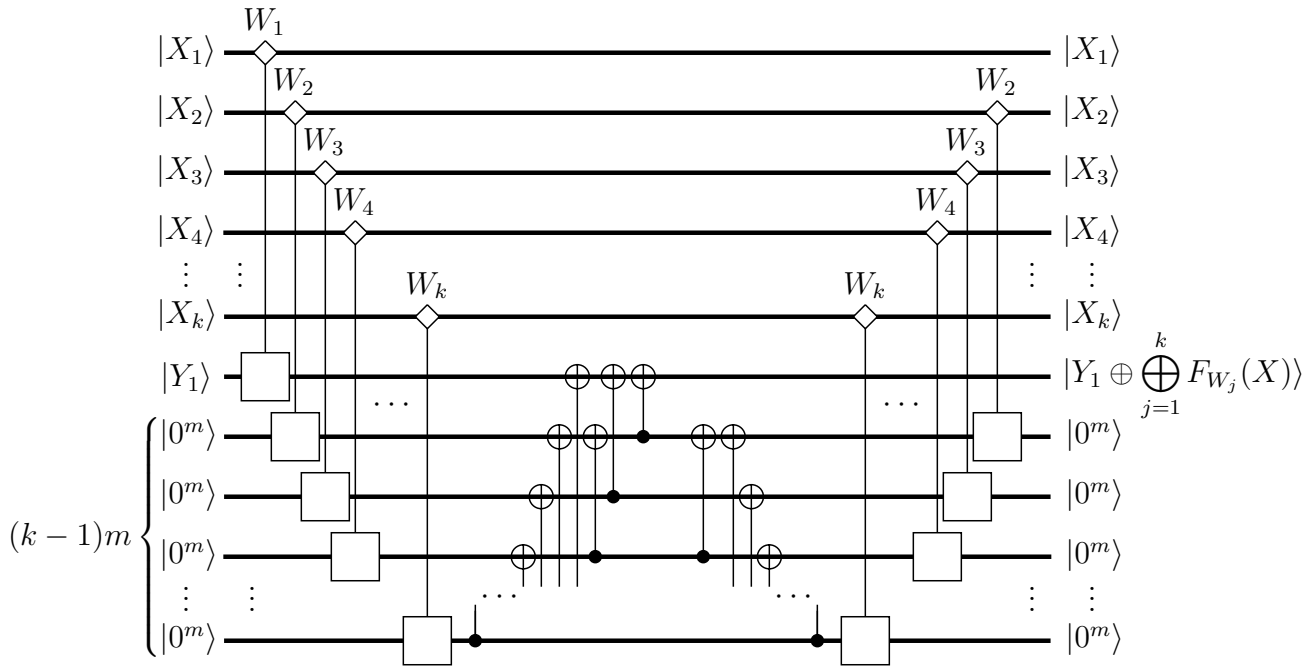 W_1
|X_1⟩ |X_1⟩
W_2 W_2
|X_2⟩ |X_2⟩
W_3 W_3
|X_3⟩ |X_3⟩
W_4 W_4
|X_4⟩ |X_4⟩
⋮ ⋮ ⋮ ⋮
W_k W_k
|X_k⟩ |X_k⟩
|Y_1⟩ |Y_1 ⊕ ⨁_{j=1}^{k} F_{W_j}(X)⟩
⋯ ⋯
|0^m⟩ |0^m⟩
|0^m⟩ |0^m⟩
(k − 1)m { |0^m⟩ |0^m⟩
⋮ ⋮ ⋯ ⋯ ⋮ ⋮
|0^m⟩ |0^m⟩